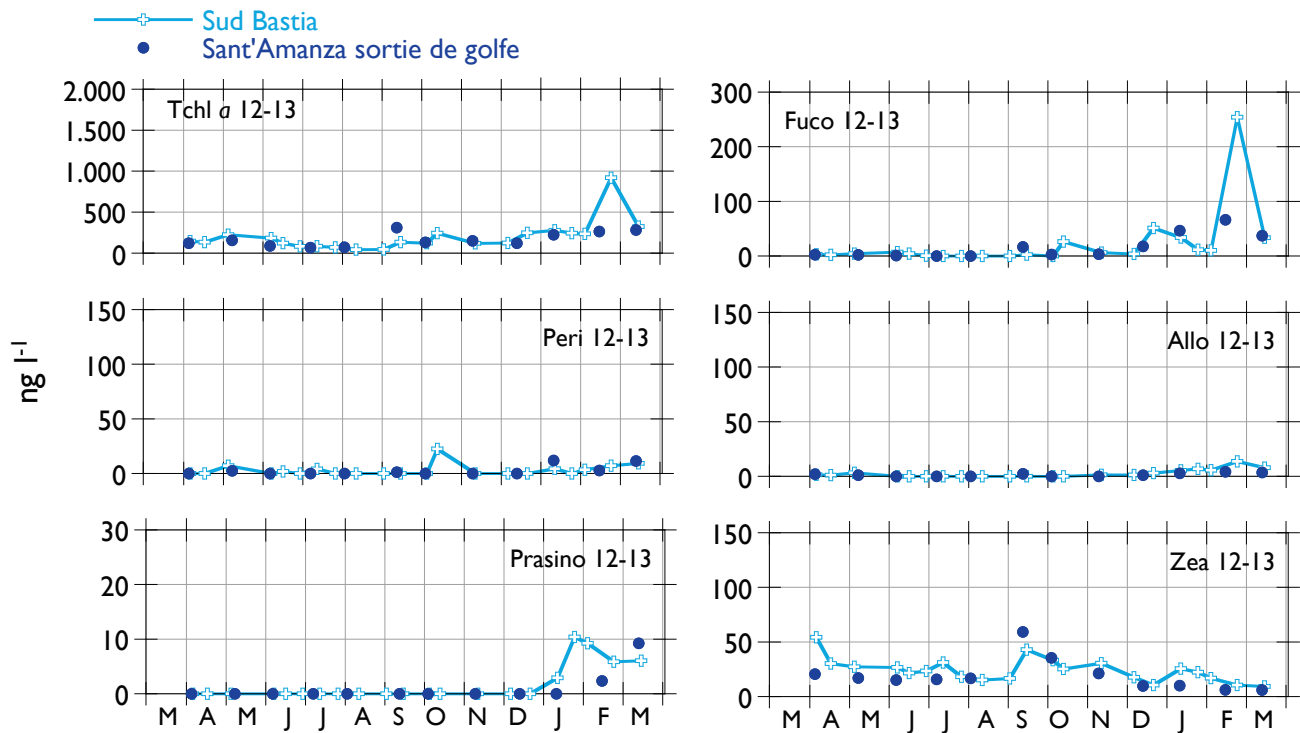 Sud Bastia
Sant'Amanza sortie de golfe
Tchl a 12-13
2.000
1.500
1.000
500
0
Fuco 12-13
300
200
100
0
ng l-1
Peri 12-13
150
100
50
0
Allo 12-13
150
100
50
0
Prasino 12-13
30
20
10
0
M A M J J A S O N D J F M
Zea 12-13
150
100
50
0
M A M J J A S O N D J F M